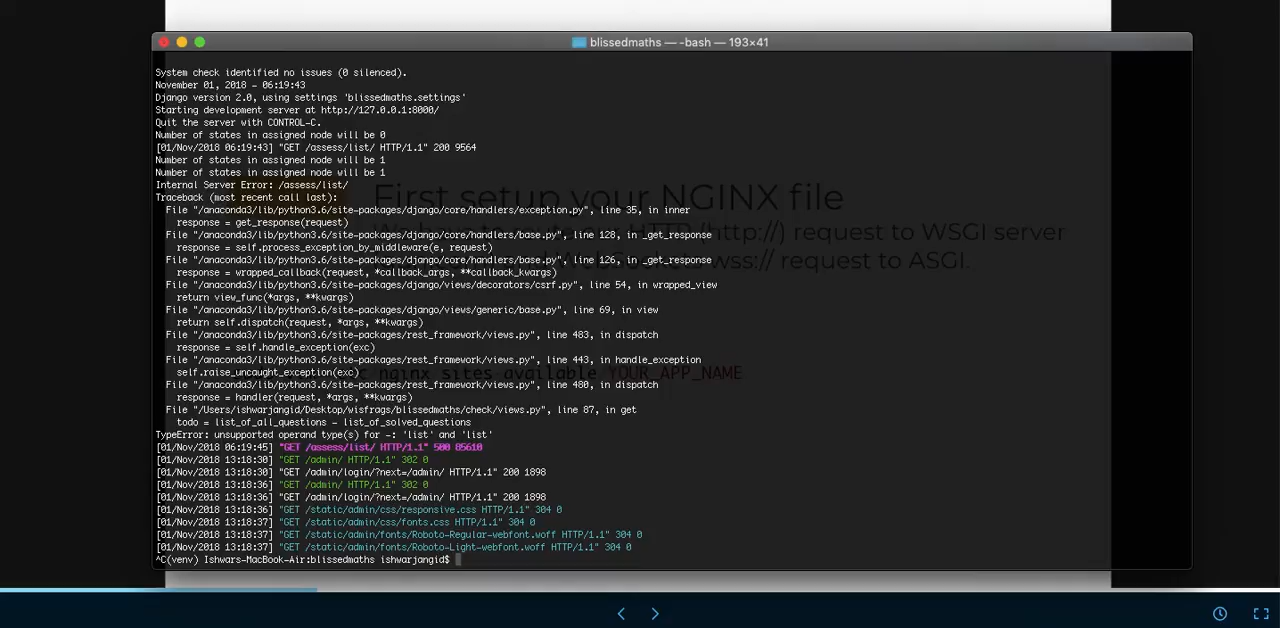 blissedmaths — -bash — 193×41
System check identified no issues (0 silenced).
November 01, 2018 - 06:19:43
Django version 2.0, using settings 'blissedmaths.settings'
Starting development server at http://127.0.0.1:8000/
Quit the server with CONTROL-C.
Number of states in assigned node will be 0
[01/Nov/2018 06:19:43] "GET /assess/list/ HTTP/1.1" 200 9564
Number of states in assigned node will be 1
Number of states in assigned node will be 1
Internal Server Error: /assess/list/
Traceback (most recent call last):
File "/anaconda3/lib/python3.6/site-packages/django/core/handlers/exception.py", line 35, in inner
response = get_response(request)
File "/anaconda3/lib/python3.6/site-packages/django/core/handlers/base.py", line 128, in _get_response
response = self.process_exception_by_middleware(e, request)
File "/anaconda3/lib/python3.6/site-packages/django/core/handlers/base.py", line 126, in _get_response
response = wrapped_callback(request, *callback_args, **callback_kwargs)
File "/anaconda3/lib/python3.6/site-packages/django/views/decorators/csrf.py", line 54, in wrapped_view
return view_func(*args, **kwargs)
File "/anaconda3/lib/python3.6/site-packages/django/views/generic/base.py", line 69, in view
return self.dispatch(request, *args, **kwargs)
File "/anaconda3/lib/python3.6/site-packages/rest_framework/views.py", line 483, in dispatch
response = self.handle_exception(exc)
File "/anaconda3/lib/python3.6/site-packages/rest_framework/views.py", line 443, in handle_exception
self.raise_uncaught_exception(exc)
File "/anaconda3/lib/python3.6/site-packages/rest_framework/views.py", line 480, in dispatch
response = handler(request, *args, **kwargs)
File "/Users/ishwarjangid/Desktop/wisfrags/blissedmaths/check/views.py", line 87, in get
todo = list_of_all_questions - list_of_solved_questions
TypeError: unsupported operand type(s) for -: 'list' and 'list'
[01/Nov/2018 06:19:45] "GET /assess/list/ HTTP/1.1" 500 85610
[01/Nov/2018 13:18:30] "GET /admin/ HTTP/1.1" 302 0
[01/Nov/2018 13:18:30] "GET /admin/login/?next=/admin/ HTTP/1.1" 200 1898
[01/Nov/2018 13:18:36] "GET /admin/ HTTP/1.1" 302 0
[01/Nov/2018 13:18:36] "GET /admin/login/?next=/admin/ HTTP/1.1" 200 1898
[01/Nov/2018 13:18:36] "GET /static/admin/css/responsive.css HTTP/1.1" 304 0
[01/Nov/2018 13:18:37] "GET /static/admin/css/fonts.css HTTP/1.1" 304 0
[01/Nov/2018 13:18:37] "GET /static/admin/fonts/Roboto-Regular-webfont.woff HTTP/1.1" 304 0
[01/Nov/2018 13:18:37] "GET /static/admin/fonts/Roboto-Light-webfont.woff HTTP/1.1" 304 0
^C(venv) Ishwars-MacBook-Air:blissedmaths ishwarjangid$
First setup your NGINX file
HTTP (http://) request to WSGI server
WebSockets wss:// request to ASGI.
nginx sites available YOUR_APP_NAME